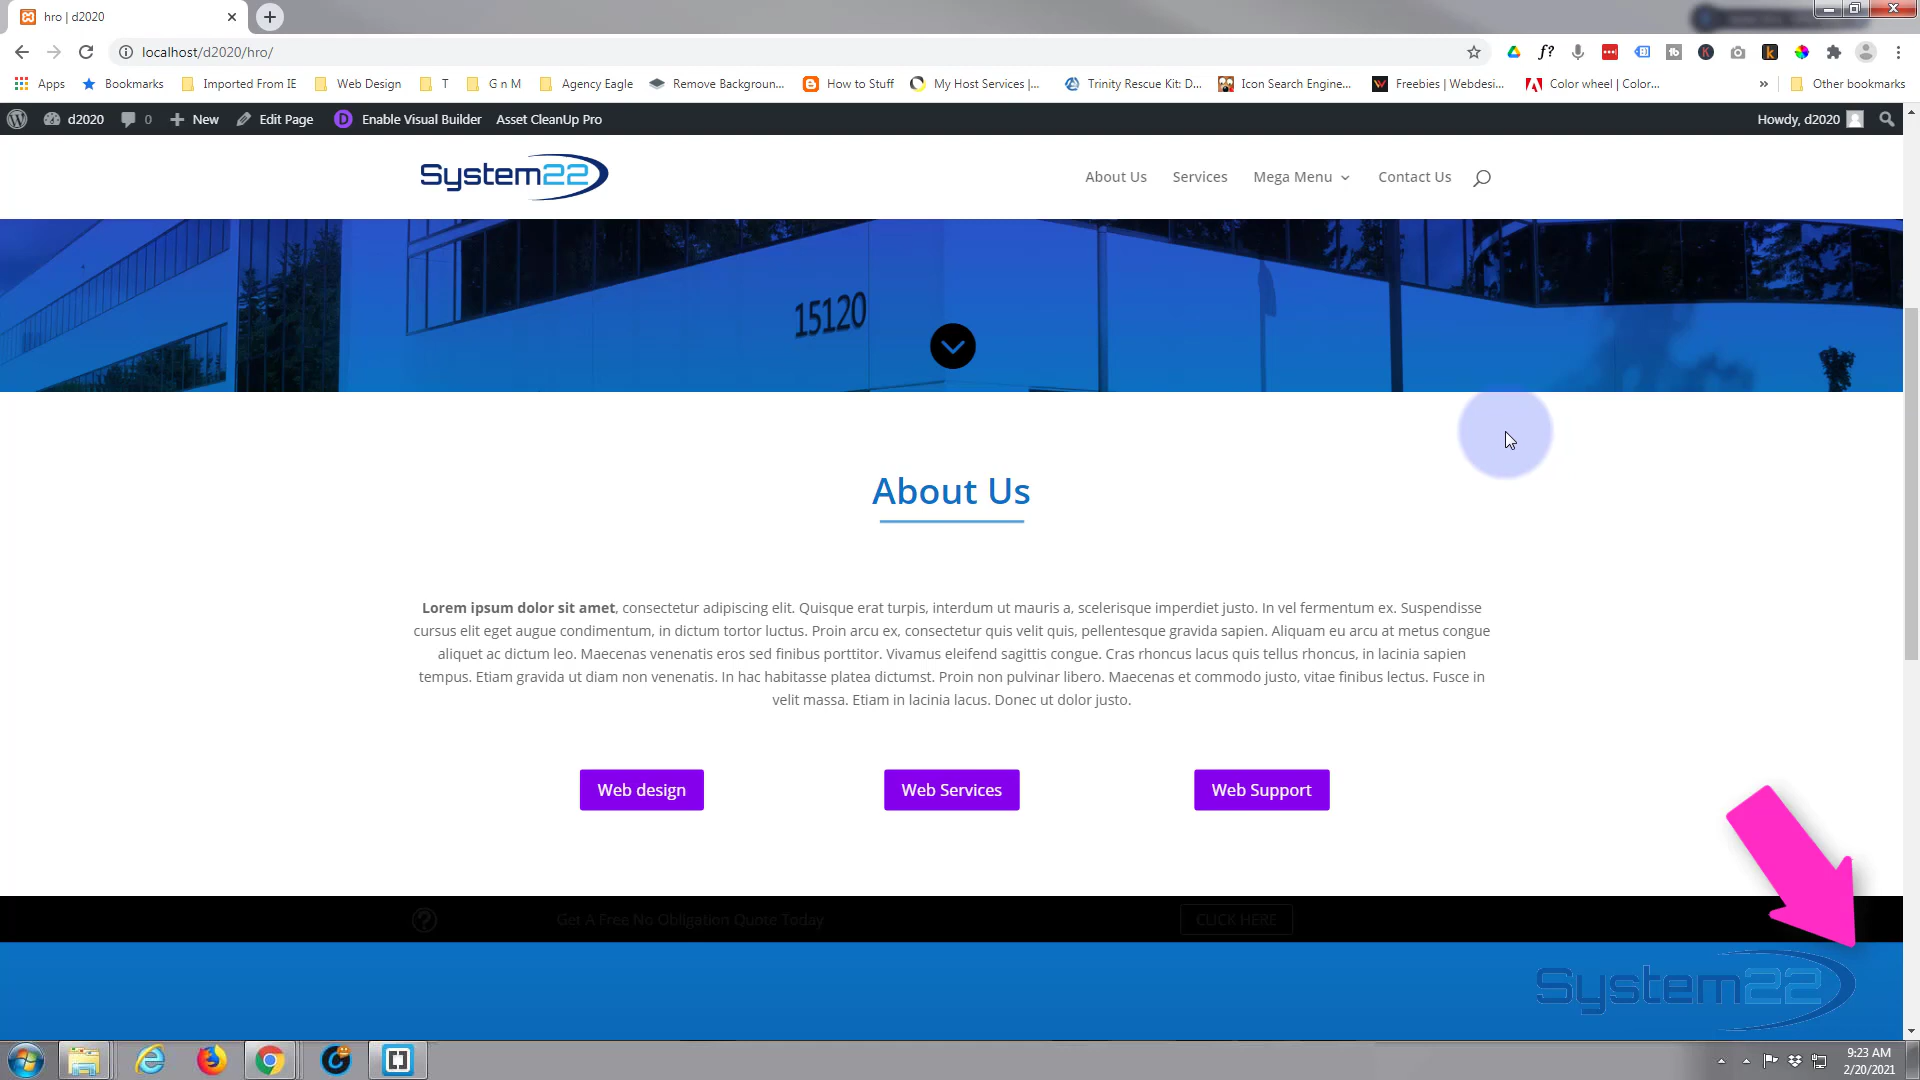 hro | d2020
localhost/d2020/hro/
f?
Apps Bookmarks Imported From IE Web Design T G n M Agency Eagle Remove Backgroun... How to Stuff My Host Services |... Trinity Rescue Kit: D... Icon Search Engine... Freebies | Webdesi... Color wheel | Color... » Other bookmarks
d2020 0 New Edit Page Enable Visual Builder Asset CleanUp Pro Howdy, d2020
System22
About Us Services Mega Menu Contact Us
15120
About Us
Lorem ipsum dolor sit amet, consectetur adipiscing elit. Quisque erat turpis, interdum ut mauris a, scelerisque imperdiet justo. In vel fermentum ex. Suspendisse
cursus elit eget augue condimentum, in dictum tortor luctus. Proin arcu ex, consectetur quis velit quis, pellentesque gravida sapien. Aliquam eu arcu at metus congue
aliquet ac dictum leo. Maecenas venenatis eros sed finibus porttitor. Vivamus eleifend sagittis congue. Cras rhoncus lacus quis tellus rhoncus, in lacinia sapien
tempus. Etiam gravida ut diam non venenatis. In hac habitasse platea dictumst. Proin non pulvinar libero. Maecenas et commodo justo, vitae finibus lectus. Fusce in
velit massa. Etiam in lacinia lacus. Donec ut dolor justo.
Web design Web Services Web Support
Get A Free No Obligation Quote Today CLICK HERE
System22
9:23 AM
2/20/2021